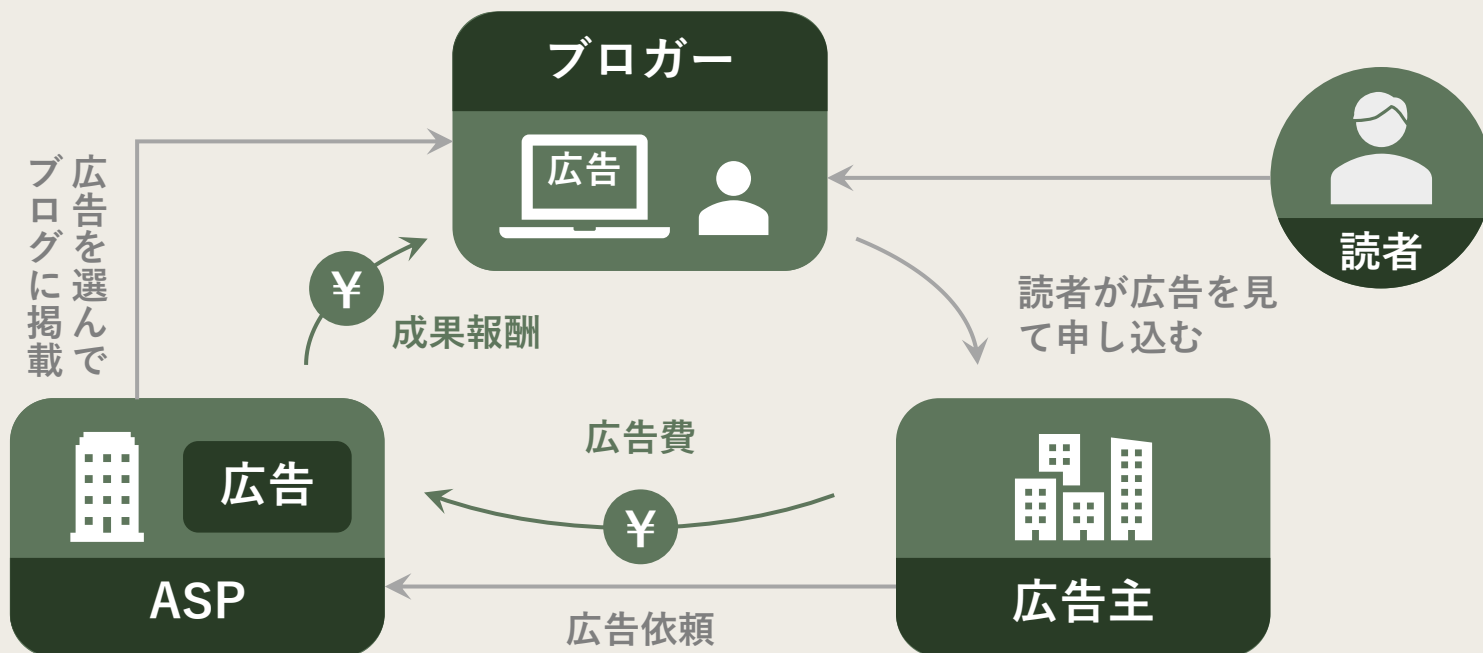 ブロガー
広告
広告を選んで
ブログに掲載
読者
¥
成果報酬
読者が広告を見
て申し込む
広告費
広告
¥
ASP
広告主
広告依頼